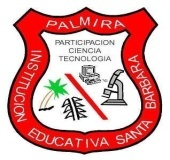 PALMIRA
PARTICIPACION
CIENCIA
TECNOLOGIA
INSTITUCION EDUCATIVA SANTA BARBARA